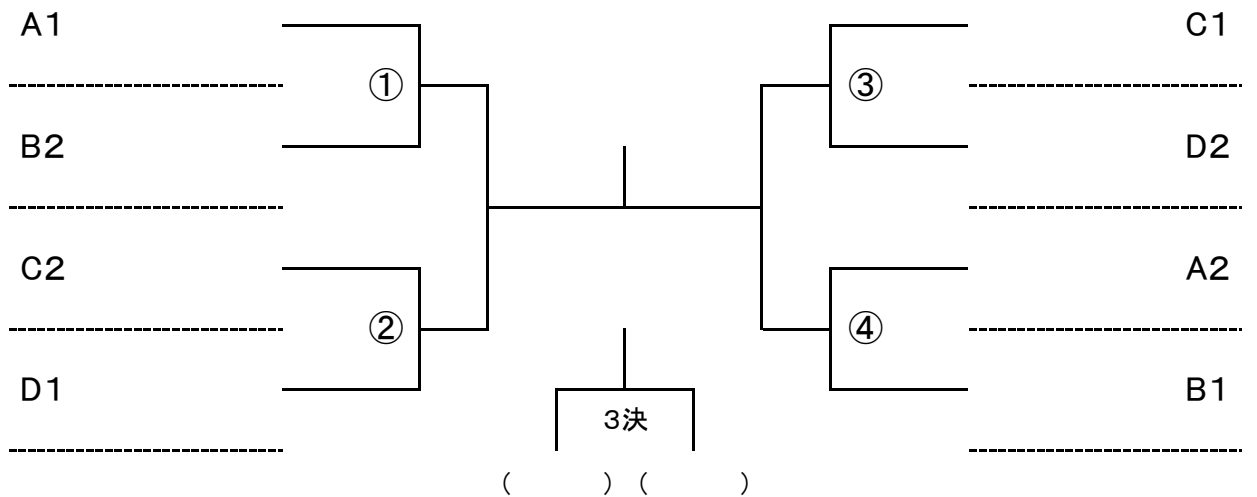 A1 C1
① ③
B2 D2
C2 A2
② ④
D1 B1
3決
(　　　) (　　　)